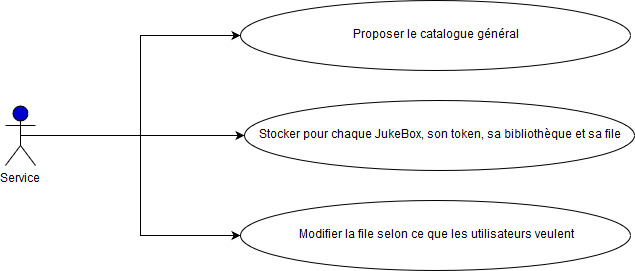 Proposer le catalogue général
Stocker pour chaque JukeBox, son token, sa bibliothèque et sa file
Service
Modifier la file selon ce que les utilisateurs veulent